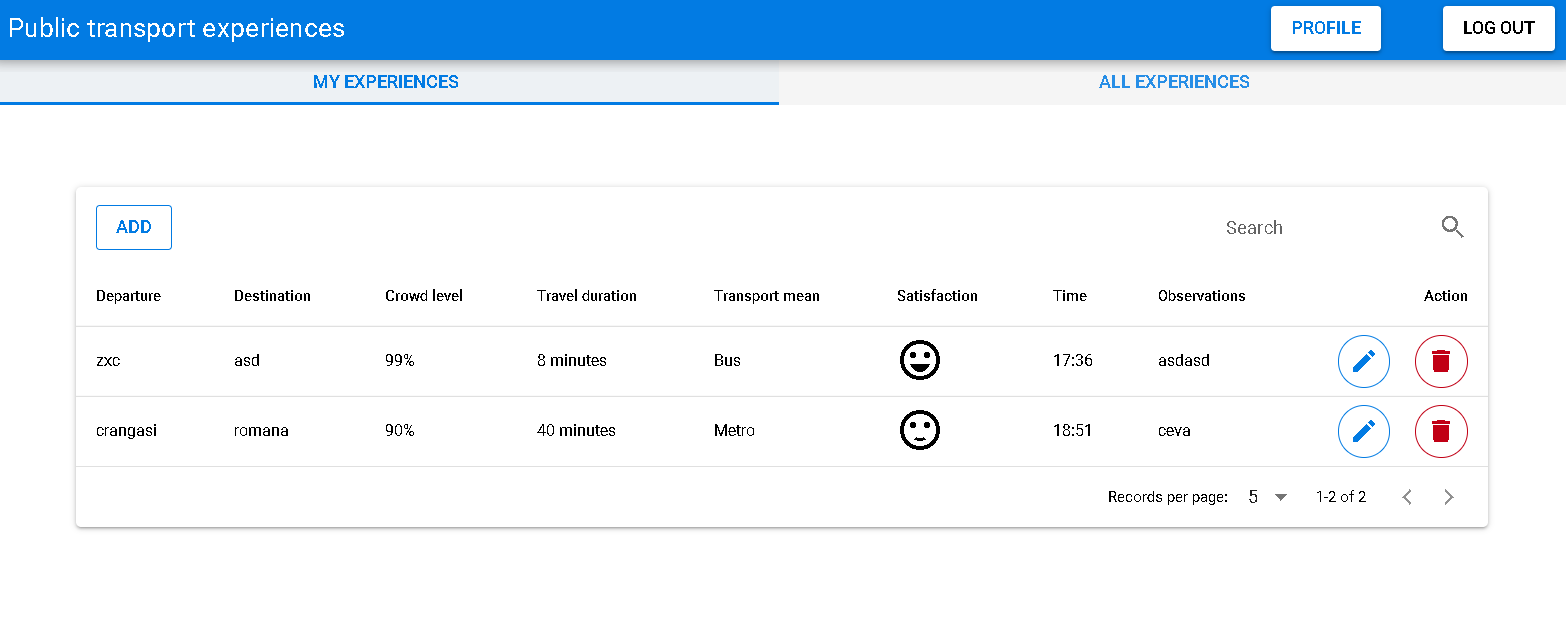 Public transport experiences PROFILE LOG OUT
MY EXPERIENCES ALL EXPERIENCES
ADD Search
Departure Destination Crowd level Travel duration Transport mean Satisfaction Time Observations Action
zxc asd 99% 8 minutes Bus 17:36 asdasd
crangasi romana 90% 40 minutes Metro 18:51 ceva
Records per page: 5 1-2 of 2